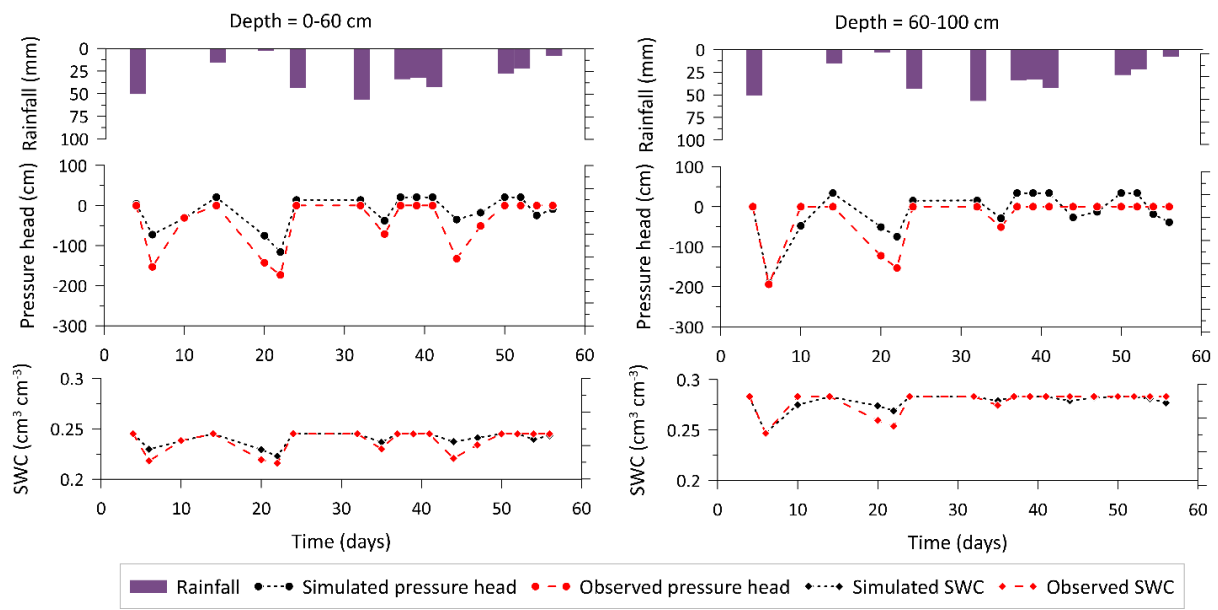 Depth = 0-60 cm
Rainfall (mm)
0
25
50
75
100
Pressure head (cm)
100
0
-100
-200
-300
0 10 20 30 40 50 60
SWC (cm³ cm⁻³)
0.3
0.25
0.2
0 10 20 30 40 50 60
Time (days)
Depth = 60-100 cm
Rainfall (mm)
0
25
50
75
100
Pressure head (cm)
100
0
-100
-200
-300
0 10 20 30 40 50 60
SWC (cm³ cm⁻³)
0.3
0.25
0.2
0 10 20 30 40 50 60
Time (days)
Rainfall Simulated pressure head Observed pressure head Simulated SWC Observed SWC